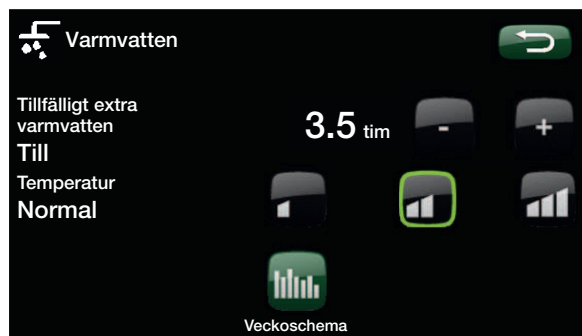 Varmvatten
Tillfälligt extra
varmvatten
3.5 tim
-
+
Till
Temperatur
Normal
Veckoschema